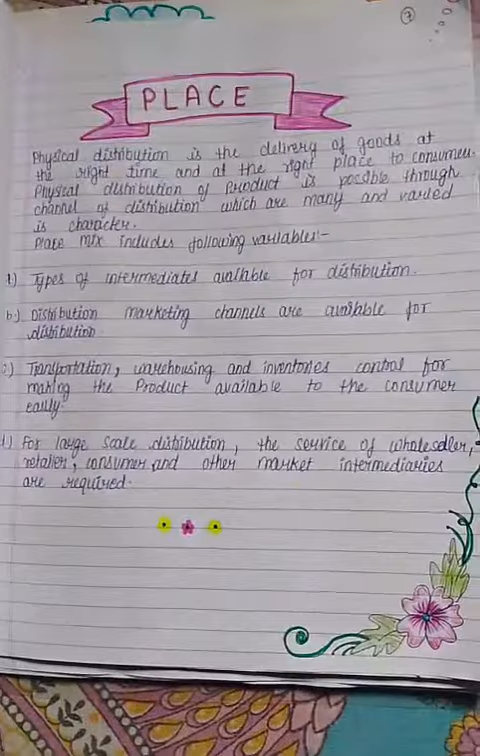 7
PLACE
Physical distribution is the delivery of goods at
the right time and at the right place to consumer.
Physical distribution of Product is possible through
channel of distribution which are many and varied
is character.
Place mix includes following variables:-
Types of intermediates available for distribution.
b.) Distribution marketing channels are available for
distribution.
c.) Tranportation, warehousing and inventories control for
making the Product available to the consumer
easily.
d.) For large scale distribution, the service of wholeseller,
retailer, consumer and other market intermediaries
are required.